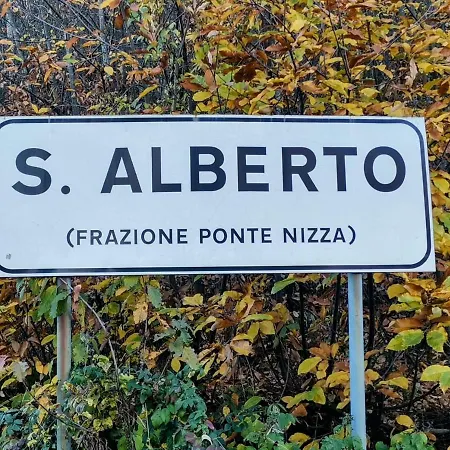 S. ALBERTO
(FRAZIONE PONTE NIZZA)